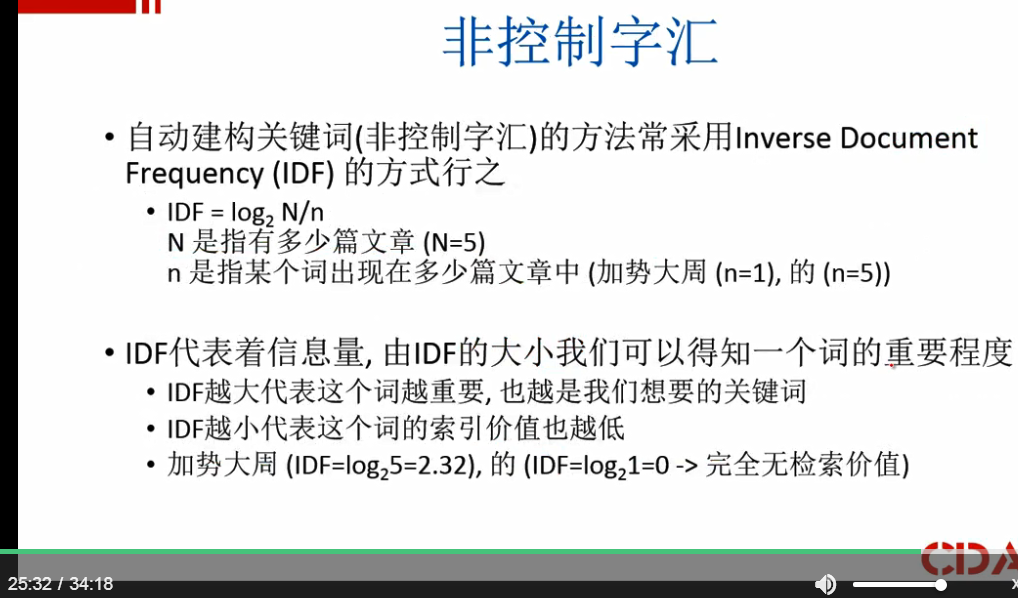 非控制字汇
• 自动建构关键词(非控制字汇)的方法常采用Inverse Document
Frequency (IDF) 的方式行之
• IDF = log₂ N/n
N 是指有多少篇文章 (N=5)
n 是指某个词出现在多少篇文章中 (加势大周 (n=1), 的 (n=5))
• IDF代表着信息量, 由IDF的大小我们可以得知一个词的重要程度
• IDF越大代表这个词越重要, 也越是我们想要的关键词
• IDF越小代表这个词的索引价值也越低
• 加势大周 (IDF=log₂5=2.32), 的 (IDF=log₂1=0 -> 完全无检索价值)
CDA
25:32 / 34:18